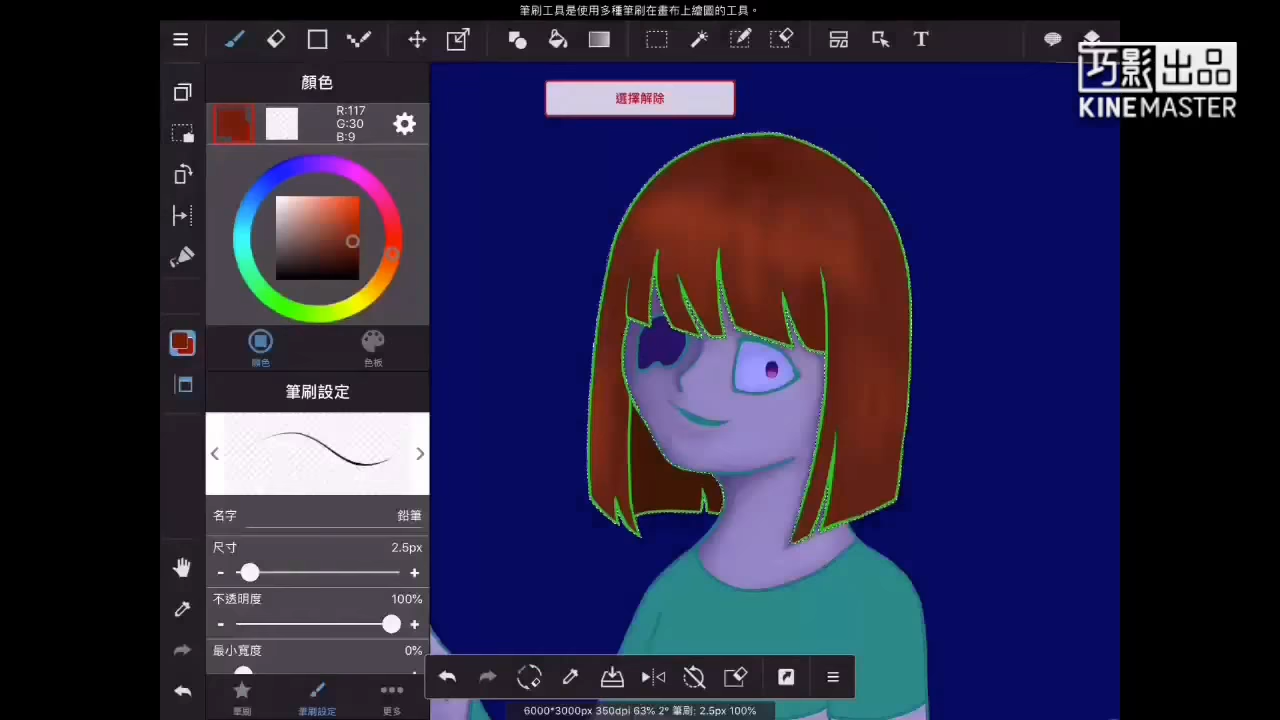 筆刷工具是使用多種筆刷在畫布上繪圖的工具。
T
巧影出品
KINEMASTER
顏色
選擇解除
R:117
G:30
B:9
顏色
色板
筆刷設定
名字 鉛筆
尺寸 2.5px
- +
不透明度 100%
- +
最小寬度 0%
筆刷
筆刷設定
更多
6000*3000px 350dpi 63% 2° 筆刷: 2.5px 100%